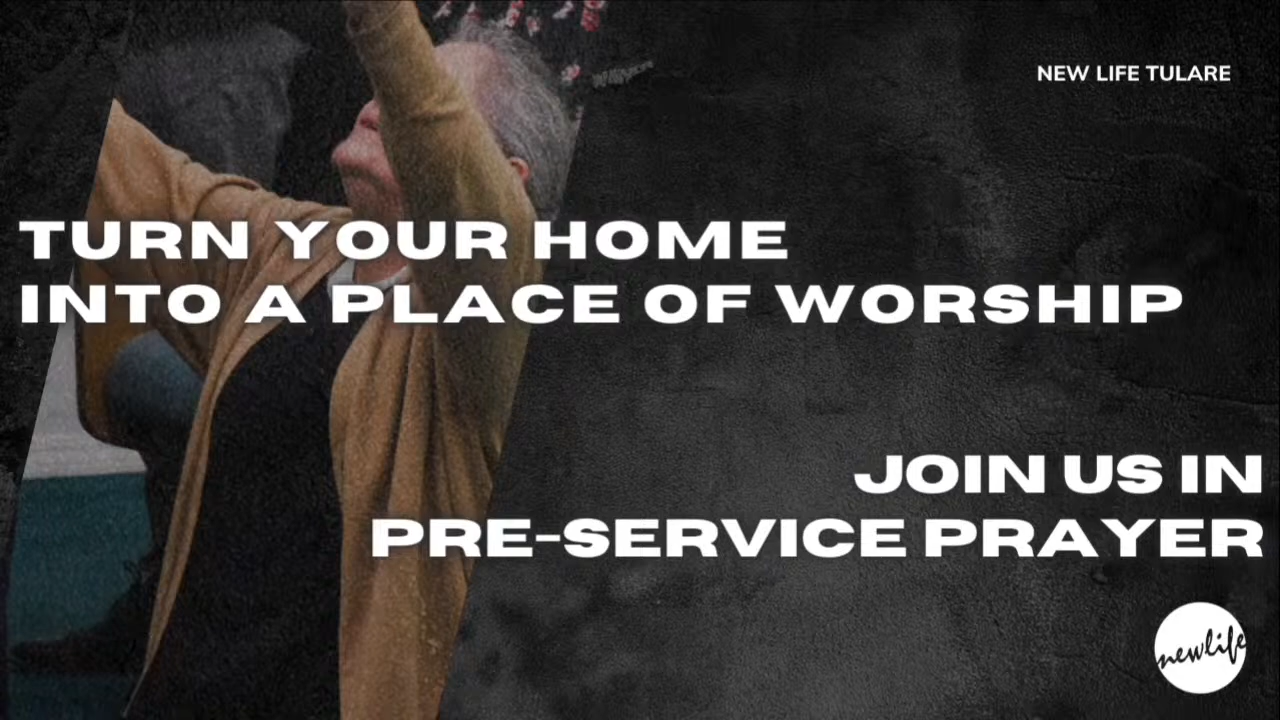 NEW LIFE TULARE
TURN YOUR HOME
INTO A PLACE OF WORSHIP
JOIN US IN
PRE-SERVICE PRAYER
newlife